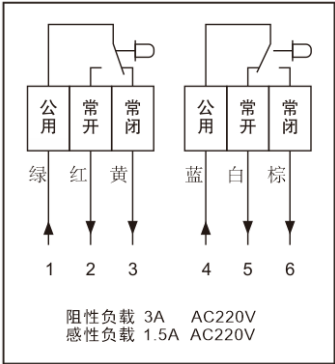 公用 常开 常闭 公用 常开 常闭
绿 红 黄 蓝 白 棕
1 2 3 4 5 6
阻性负载 3A AC220V
感性负载 1.5A AC220V